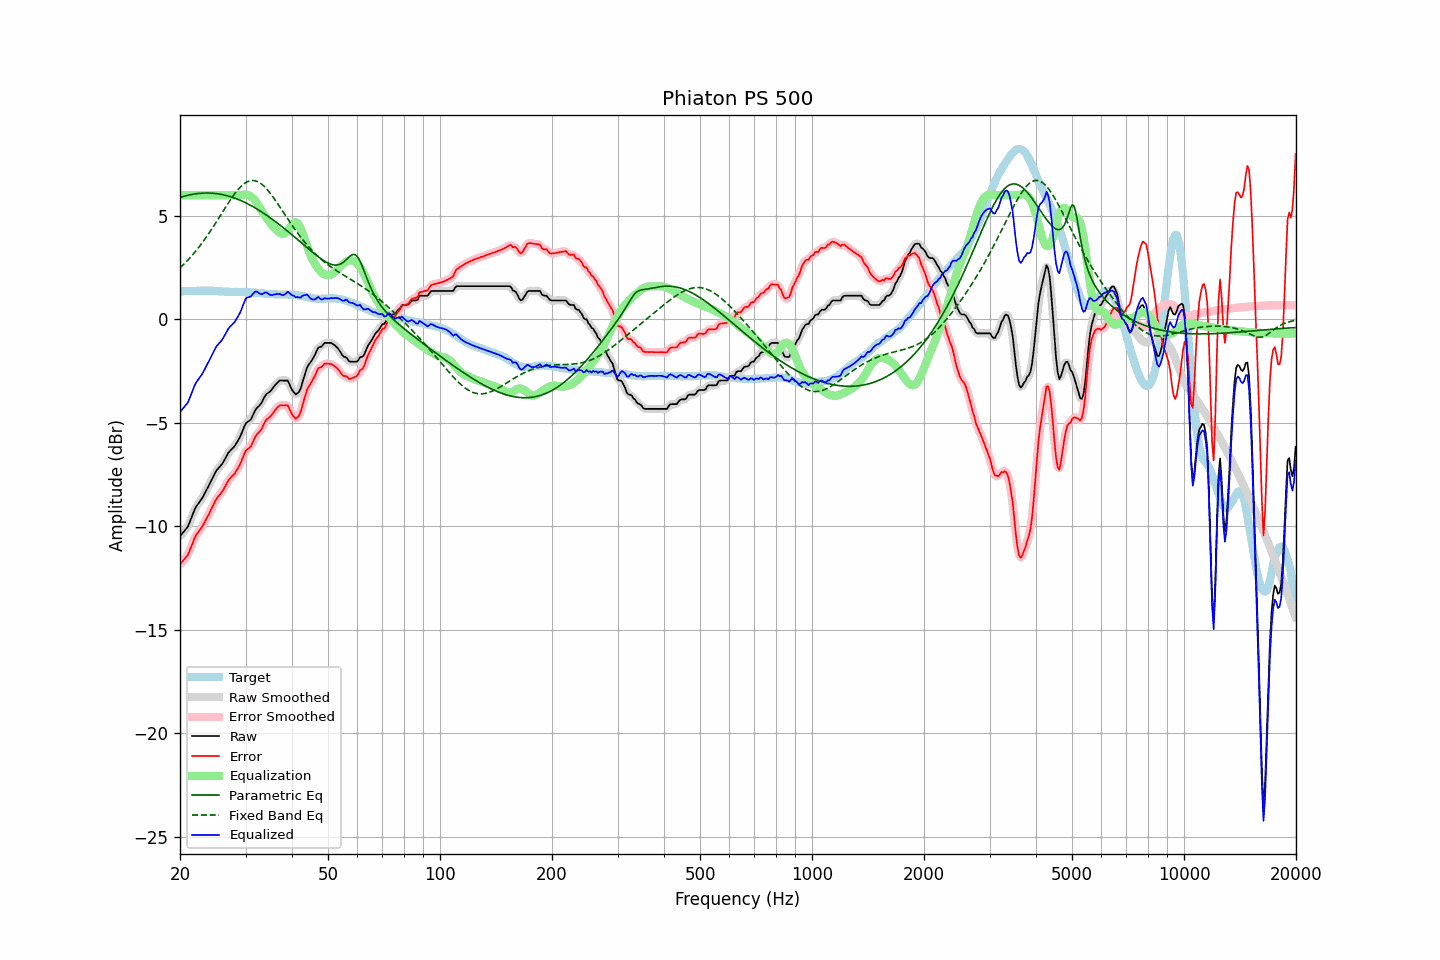 Phiaton PS 500
Amplitude (dBr)
5
0
−5
−10
−15
−20
−25
Target
Raw Smoothed
Error Smoothed
Raw
Error
Equalization
Parametric Eq
Fixed Band Eq
Equalized
20 50 100 200 500 1000 2000 5000 10000 20000
Frequency (Hz)